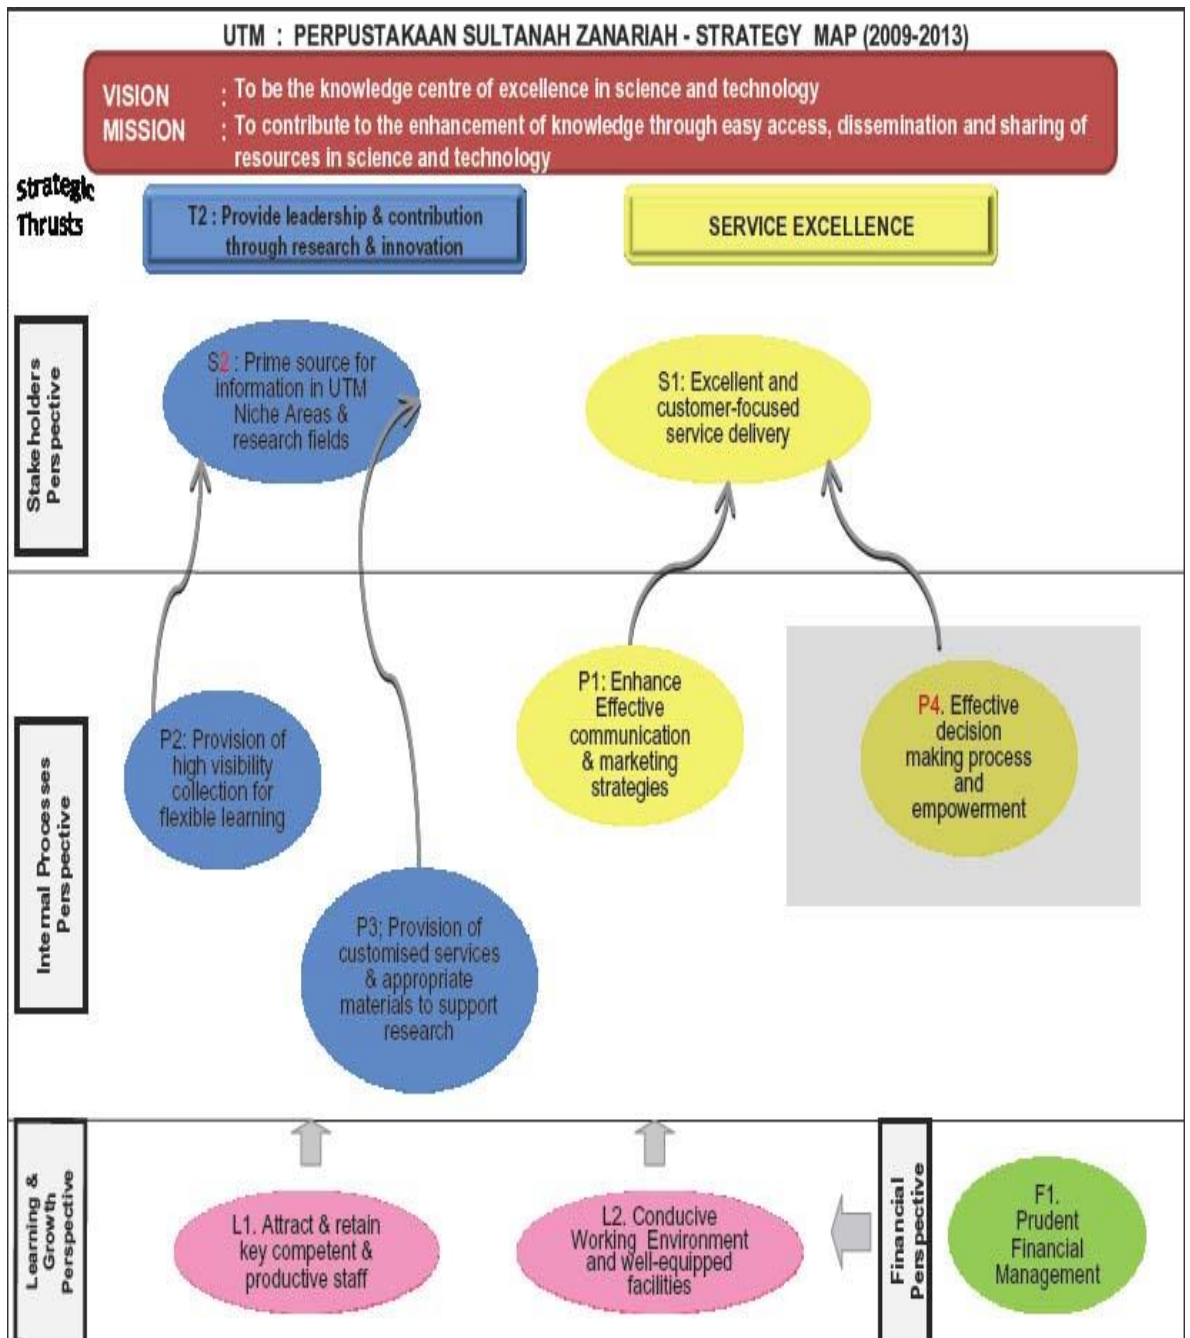 UTM : PERPUSTAKAAN SULTANAH ZANARIAH - STRATEGY MAP (2009-2013)
VISION : To be the knowledge centre of excellence in science and technology
MISSION : To contribute to the enhancement of knowledge through easy access, dissemination and sharing of
resources in science and technology
Strategic
Thrusts
T2 : Provide leadership & contribution
through research & innovation
SERVICE EXCELLENCE
Stakeholders
Perspective
S2 : Prime source for
information in UTM
Niche Areas &
research fields
S1: Excellent and
customer-focused
service delivery
Internal Processes
Perspective
P2: Provision of
high visibility
collection for
flexible learning
P3; Provision of
customised services
& appropriate
materials to support
research
P1: Enhance
Effective
communication
& marketing
strategies
P4. Effective
decision
making process
and
empowerment
Learning &
Growth
Perspective
L1. Attract & retain
key competent &
productive staff
L2. Conducive
Working Environment
and well-equipped
facilities
Financial
Perspective
F1.
Prudent
Financial
Management